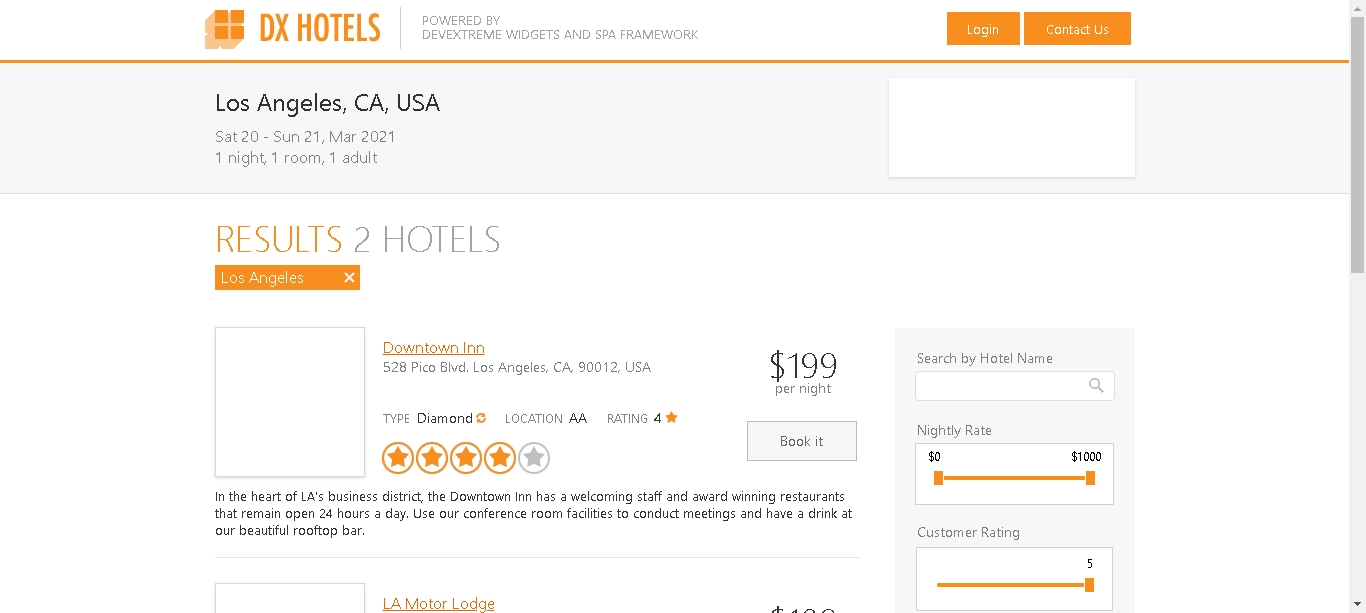 DX HOTELS
POWERED BY
DEVEXTREME WIDGETS AND SPA FRAMEWORK
Login
Contact Us
Los Angeles, CA, USA
Sat 20 - Sun 21, Mar 2021
1 night, 1 room, 1 adult
RESULTS 2 HOTELS
Los Angeles
Downtown Inn
528 Pico Blvd. Los Angeles, CA, 90012, USA
TYPE Diamond LOCATION AA RATING 4
$199
per night
Book it
In the heart of LA's business district, the Downtown Inn has a welcoming staff and award winning restaurants
that remain open 24 hours a day. Use our conference room facilities to conduct meetings and have a drink at
our beautiful rooftop bar.
LA Motor Lodge
Search by Hotel Name
Nightly Rate
$0 $1000
Customer Rating
5